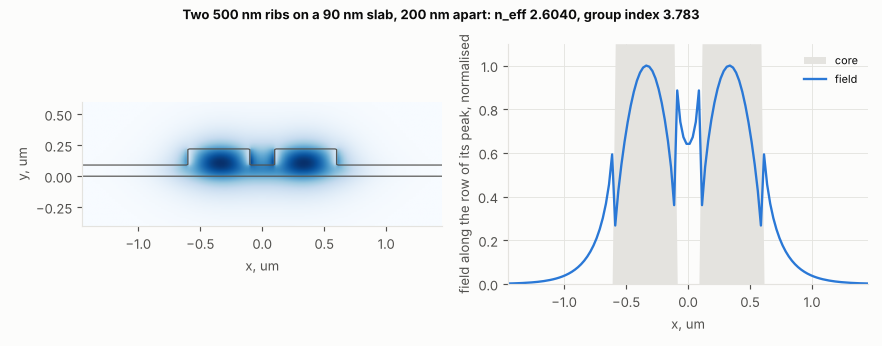 Two 500 nm ribs on a 90 nm slab, 200 nm apart: n_eff 2.6040, group index 3.783
y, um
0.50
0.25
0.00
−0.25
−1.0
−0.5
0.0
0.5
1.0
x, um
field along the row of its peak, normalised
1.0
0.8
0.6
0.4
0.2
0.0
−1.0
−0.5
0.0
0.5
1.0
x, um
core
field